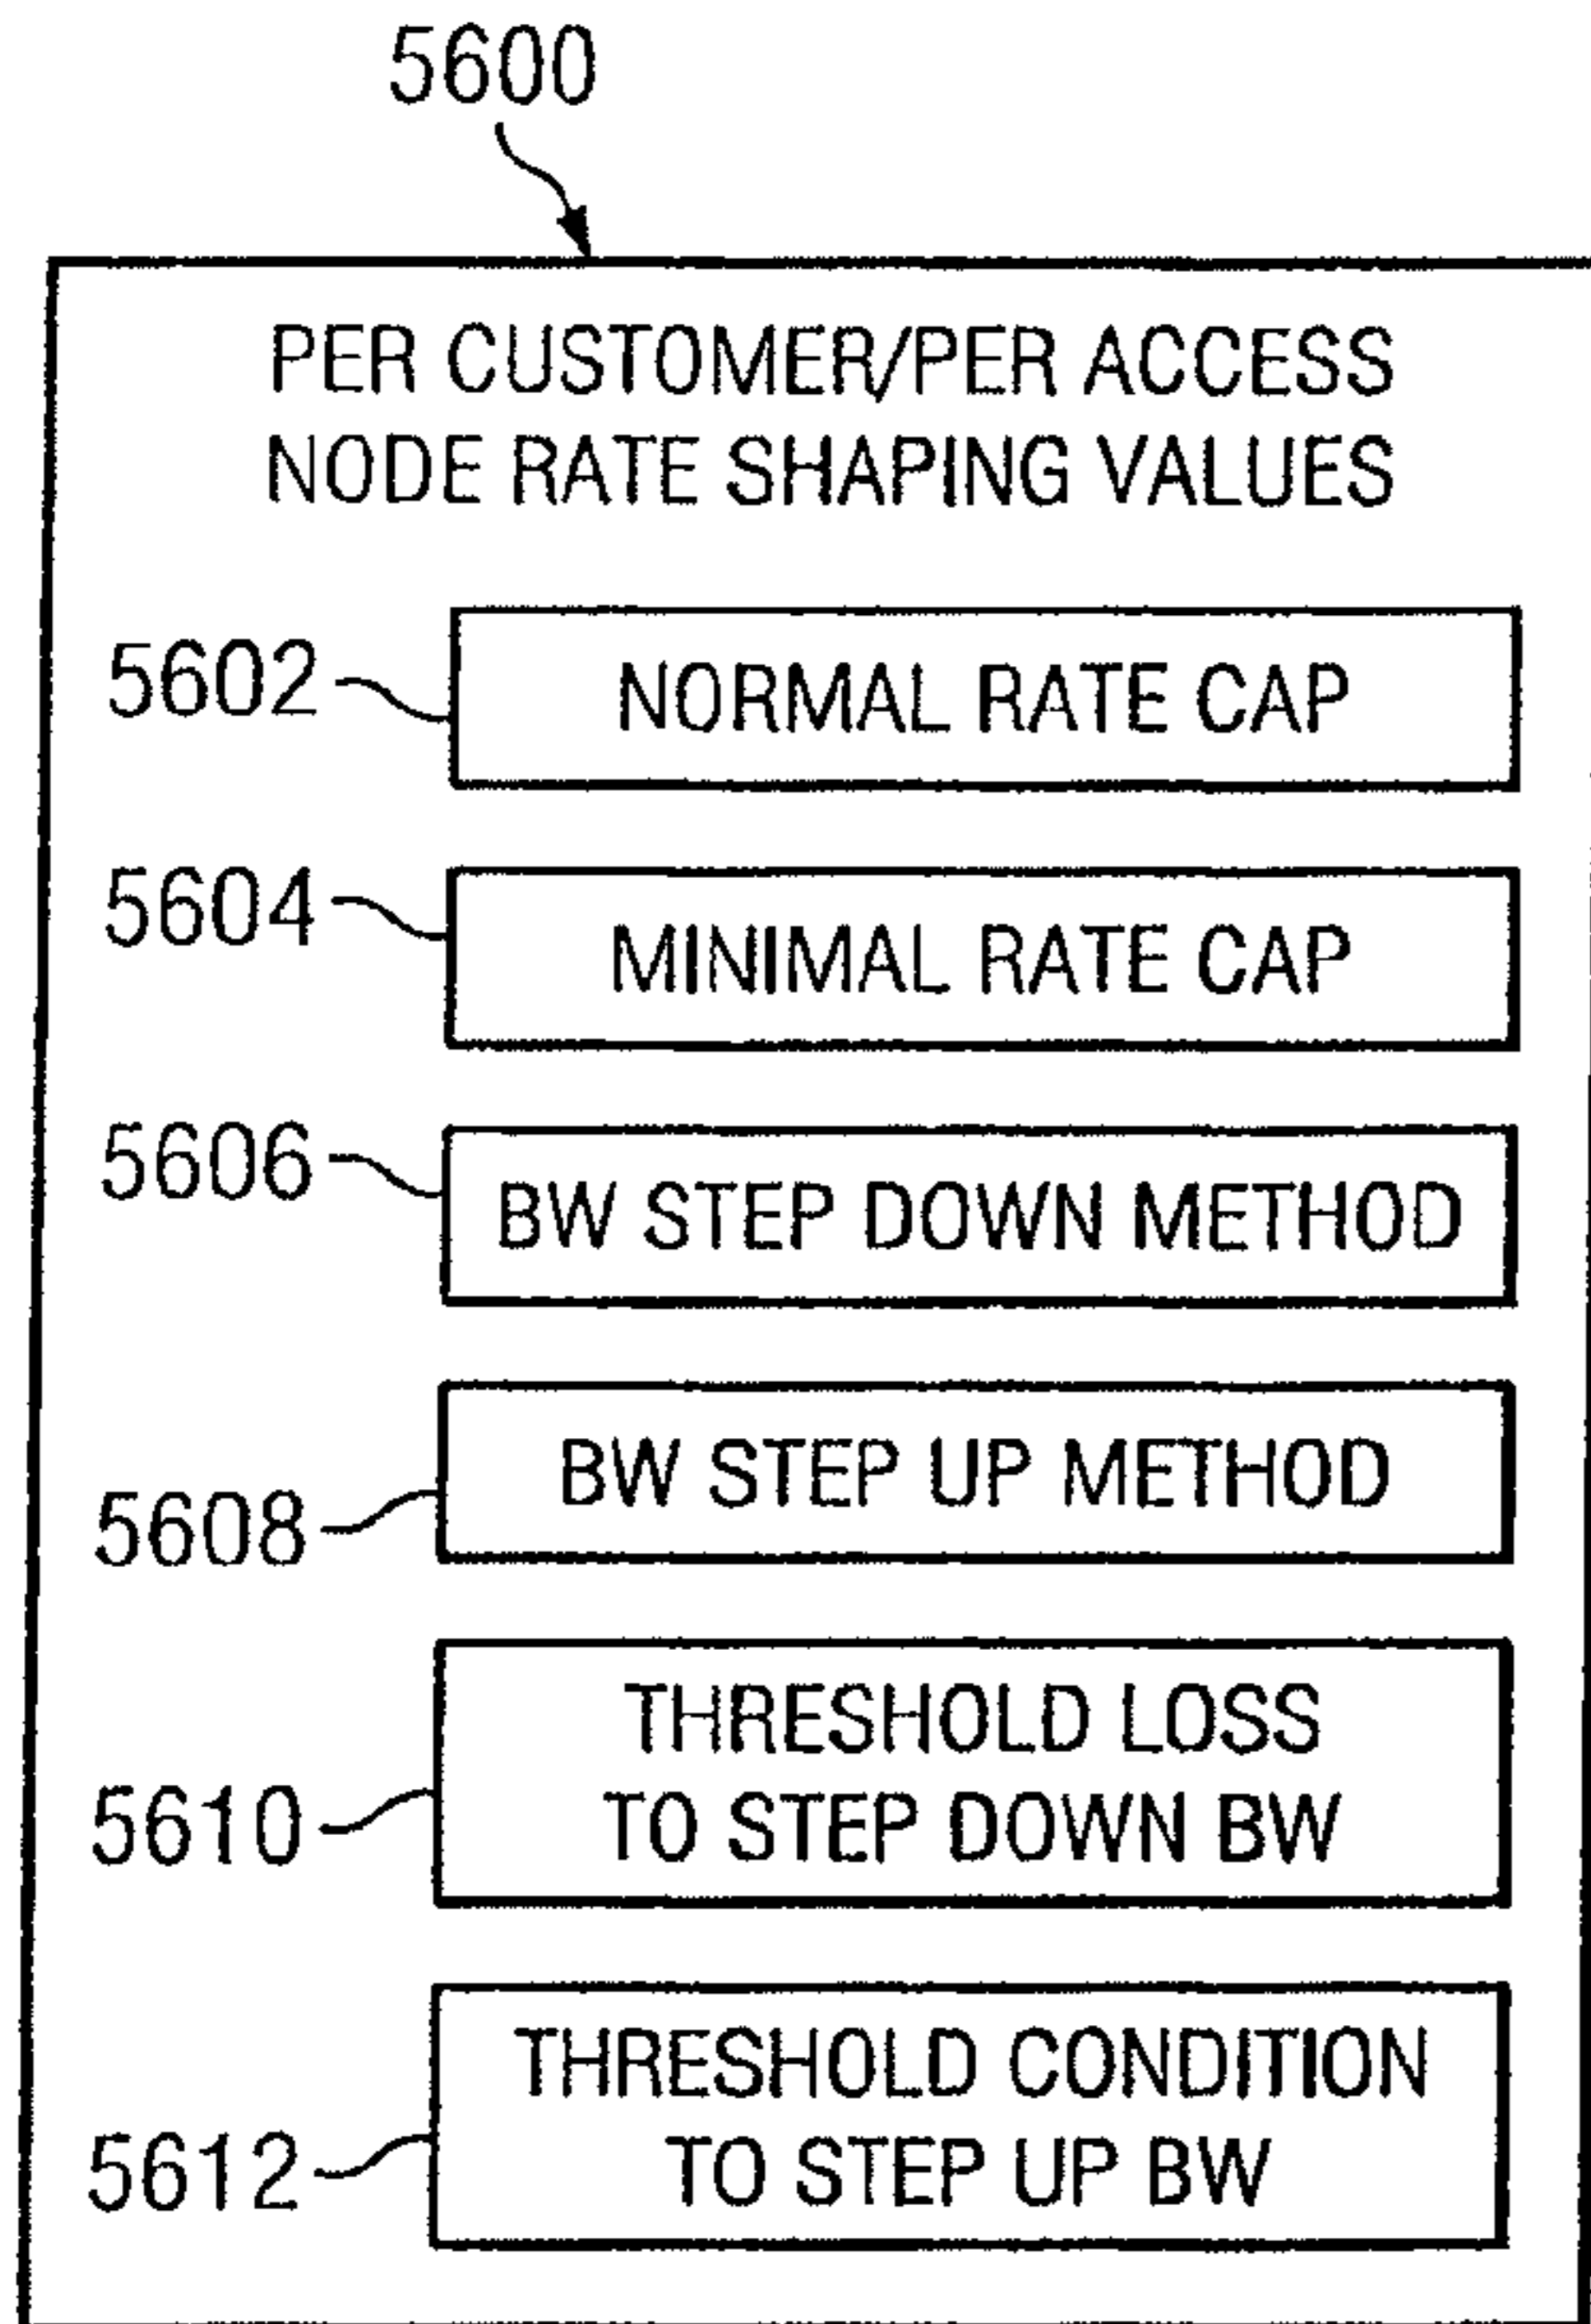 5600
PER CUSTOMER/PER ACCESS
NODE RATE SHAPING VALUES
5602
NORMAL RATE CAP
5604
MINIMAL RATE CAP
5606
BW STEP DOWN METHOD
BW STEP UP METHOD
5608
THRESHOLD LOSS
TO STEP DOWN BW
5610
THRESHOLD CONDITION
TO STEP UP BW
5612